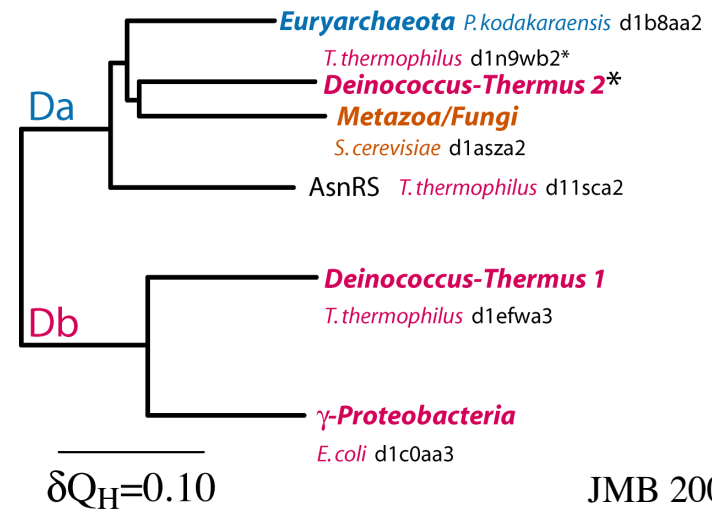 Euryarchaeota P. kodakaraensis d1b8aa2
T. thermophilus d1n9wb2*
Deinococcus-Thermus 2*
Da
Metazoa/Fungi
S. cerevisiae d1asza2
AsnRS T. thermophilus d11sca2
Deinococcus-Thermus 1
Db
T. thermophilus d1efwa3
γ-Proteobacteria
E. coli d1c0aa3
δQH=0.10
JMB 200